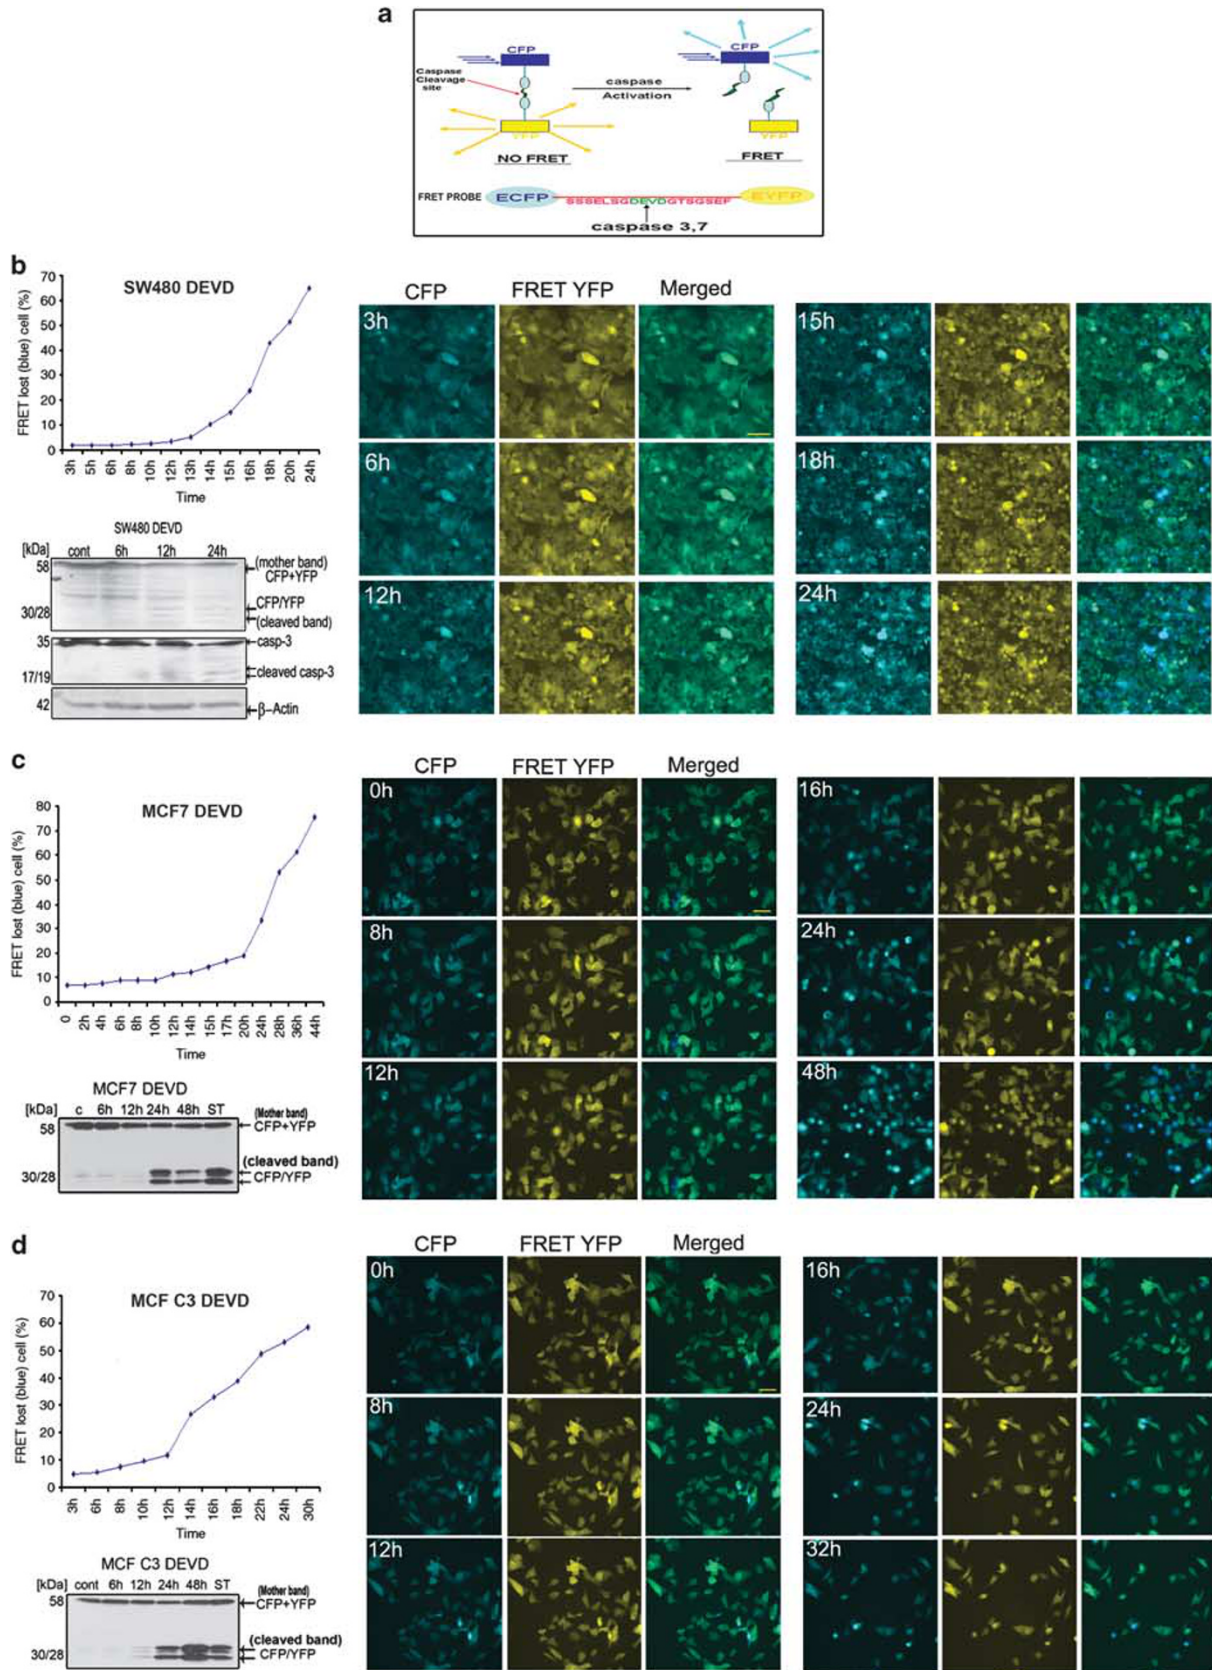 a
CFP
CFP
Caspase
Cleavage
site
caspase
Activation
YFP
YFP
NO FRET
FRET
FRET PROBE
ECFP
SSSELSGDEVDGTSGSEF
EYFP
caspase 3,7
b
SW480 DEVD
FRET lost (blue) cell (%)
70
60
50
40
30
20
10
0
3h 5h 6h 8h 10h 12h 13h 14h 15h 16h 18h 20h 24h
Time
SW480 DEVD
[kDa] cont 6h 12h 24h
58
(mother band)
CFP+YFP
30/28
CFP/YFP
(cleaved band)
35
casp-3
17/19
cleaved casp-3
42
β-Actin
CFP FRET YFP Merged
3h
15h
6h
18h
12h
24h
c
MCF7 DEVD
FRET lost (blue) cell (%)
80
70
60
50
40
30
20
10
0
0 2h 4h 6h 8h 10h 12h 14h 15h 17h 20h 24h 28h 36h 44h
Time
MCF7 DEVD
[kDa] c 6h 12h 24h 48h ST
58
(Mother band)
CFP+YFP
(cleaved band)
30/28
CFP/YFP
CFP FRET YFP Merged
0h
16h
8h
24h
12h
48h
d
MCF C3 DEVD
FRET lost (blue) cell (%)
70
60
50
40
30
20
10
0
3h 6h 8h 10h 12h 14h 16h 18h 22h 24h 30h
Time
MCF C3 DEVD
[kDa] cont 6h 12h 24h 48h ST
58
(Mother band)
CFP+YFP
(cleaved band)
30/28
CFP/YFP
CFP FRET YFP Merged
0h
16h
8h
24h
12h
32h